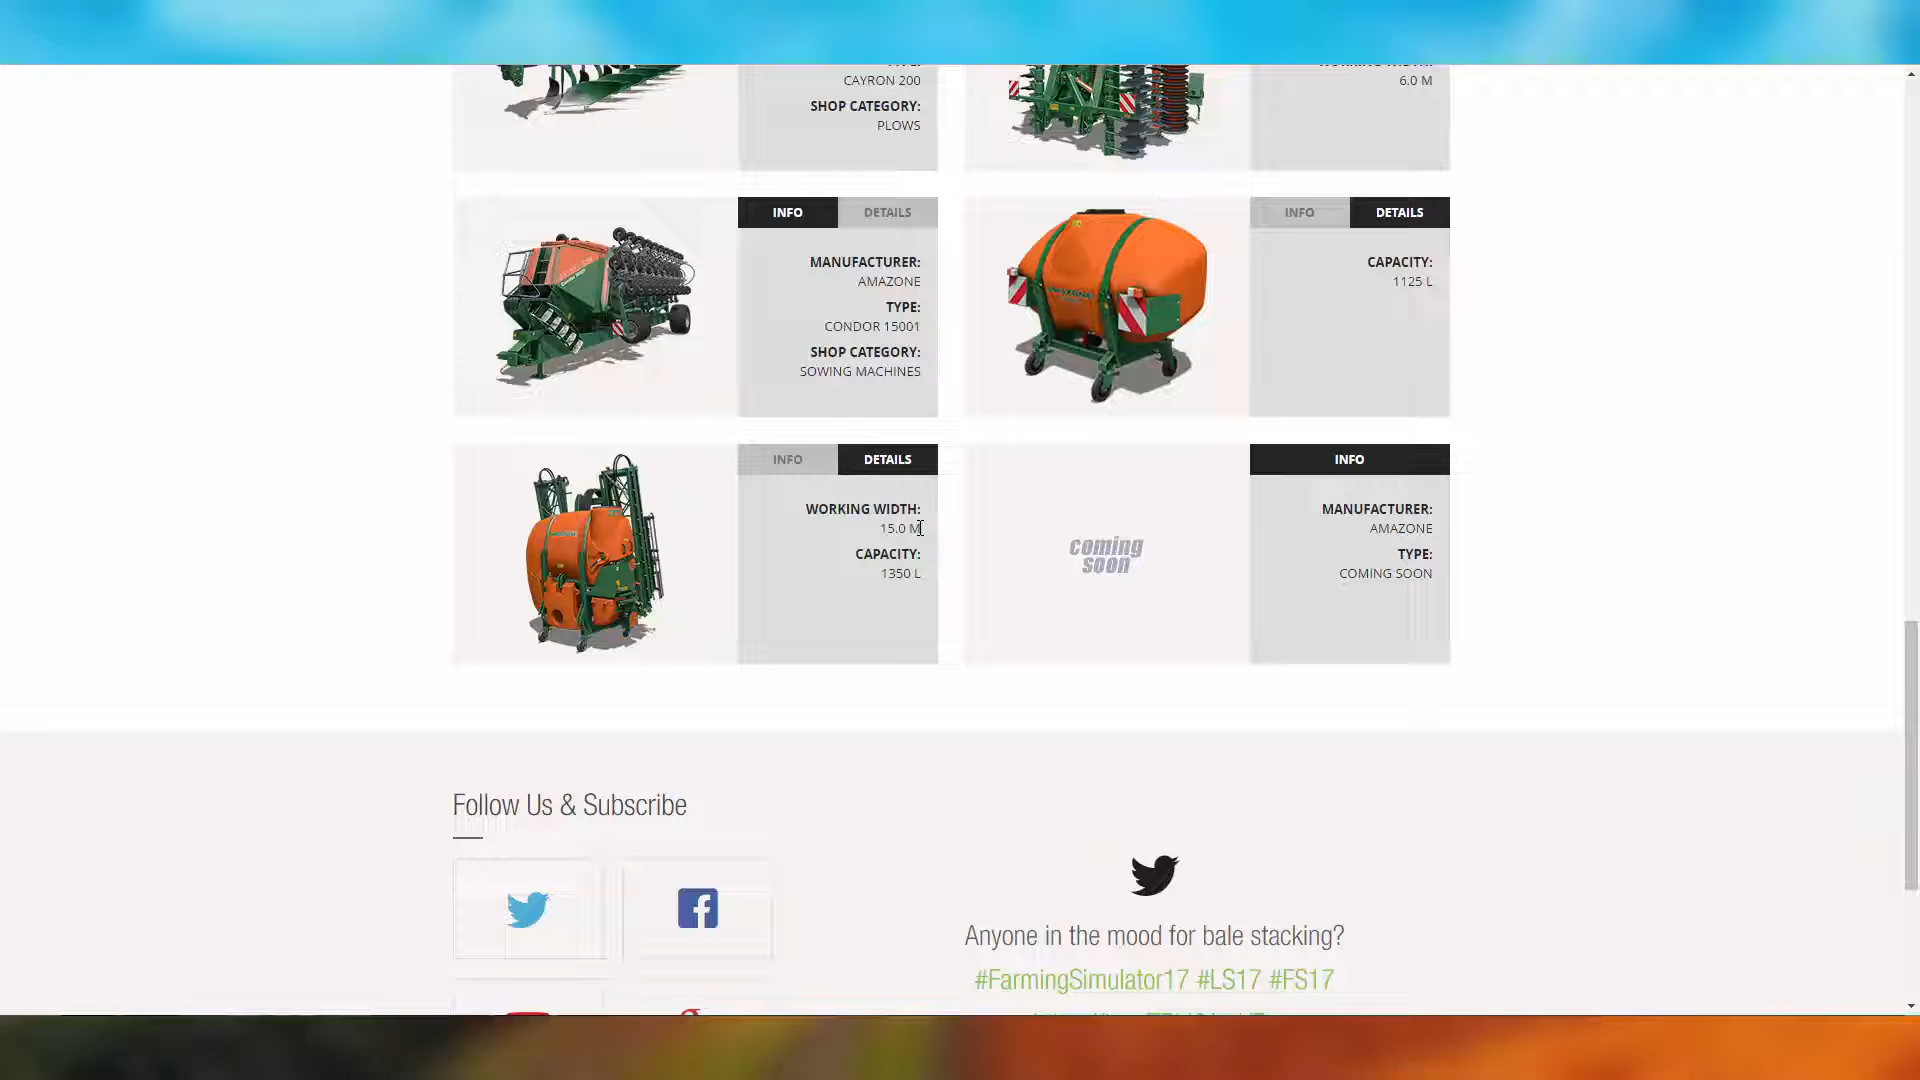 CAYRON 200
SHOP CATEGORY:
PLOWS
6.0 M
INFO
DETAILS
MANUFACTURER:
AMAZONE
TYPE:
CONDOR 15001
SHOP CATEGORY:
SOWING MACHINES
INFO
DETAILS
CAPACITY:
1125 L
INFO
DETAILS
WORKING WIDTH:
15.0 M
CAPACITY:
1350 L
coming
soon
INFO
MANUFACTURER:
AMAZONE
TYPE:
COMING SOON
Follow Us & Subscribe
Anyone in the mood for bale stacking?
#FarmingSimulator17 #LS17 #FS17